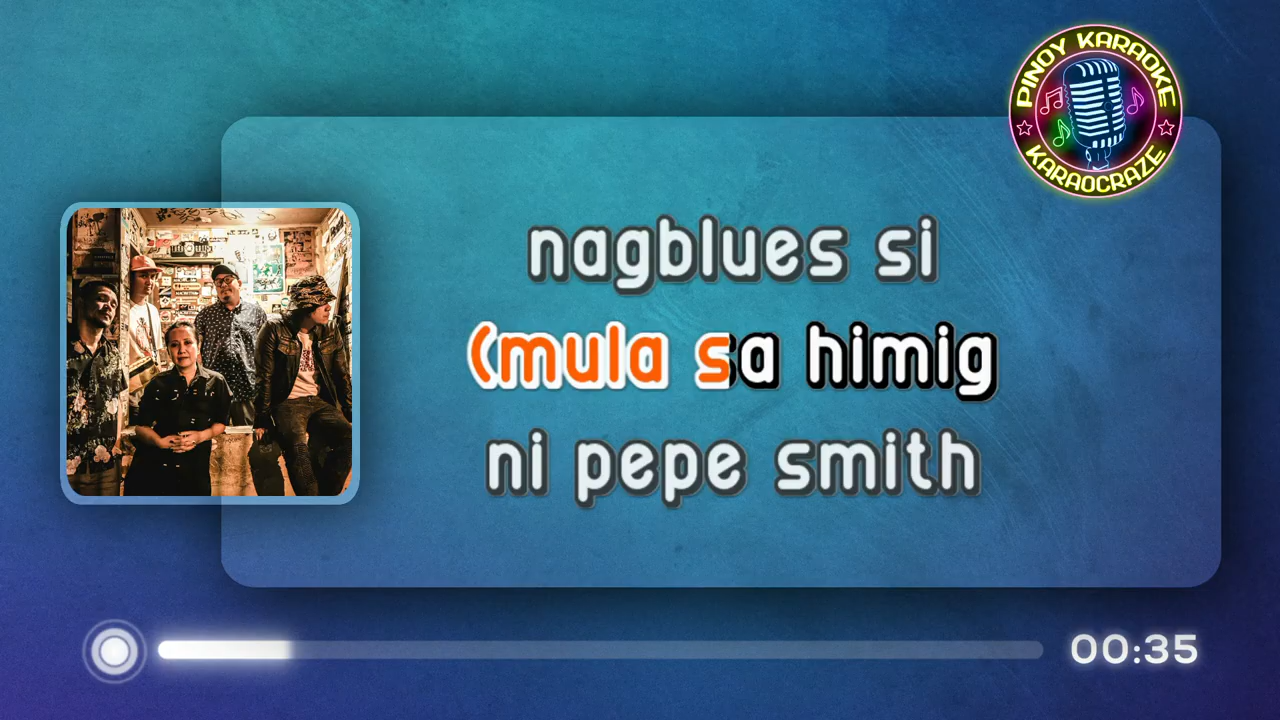 PINOY KARAOKE
KARAOCRAZE
nagblues si
(mula sa himig
ni pepe smith
00:35